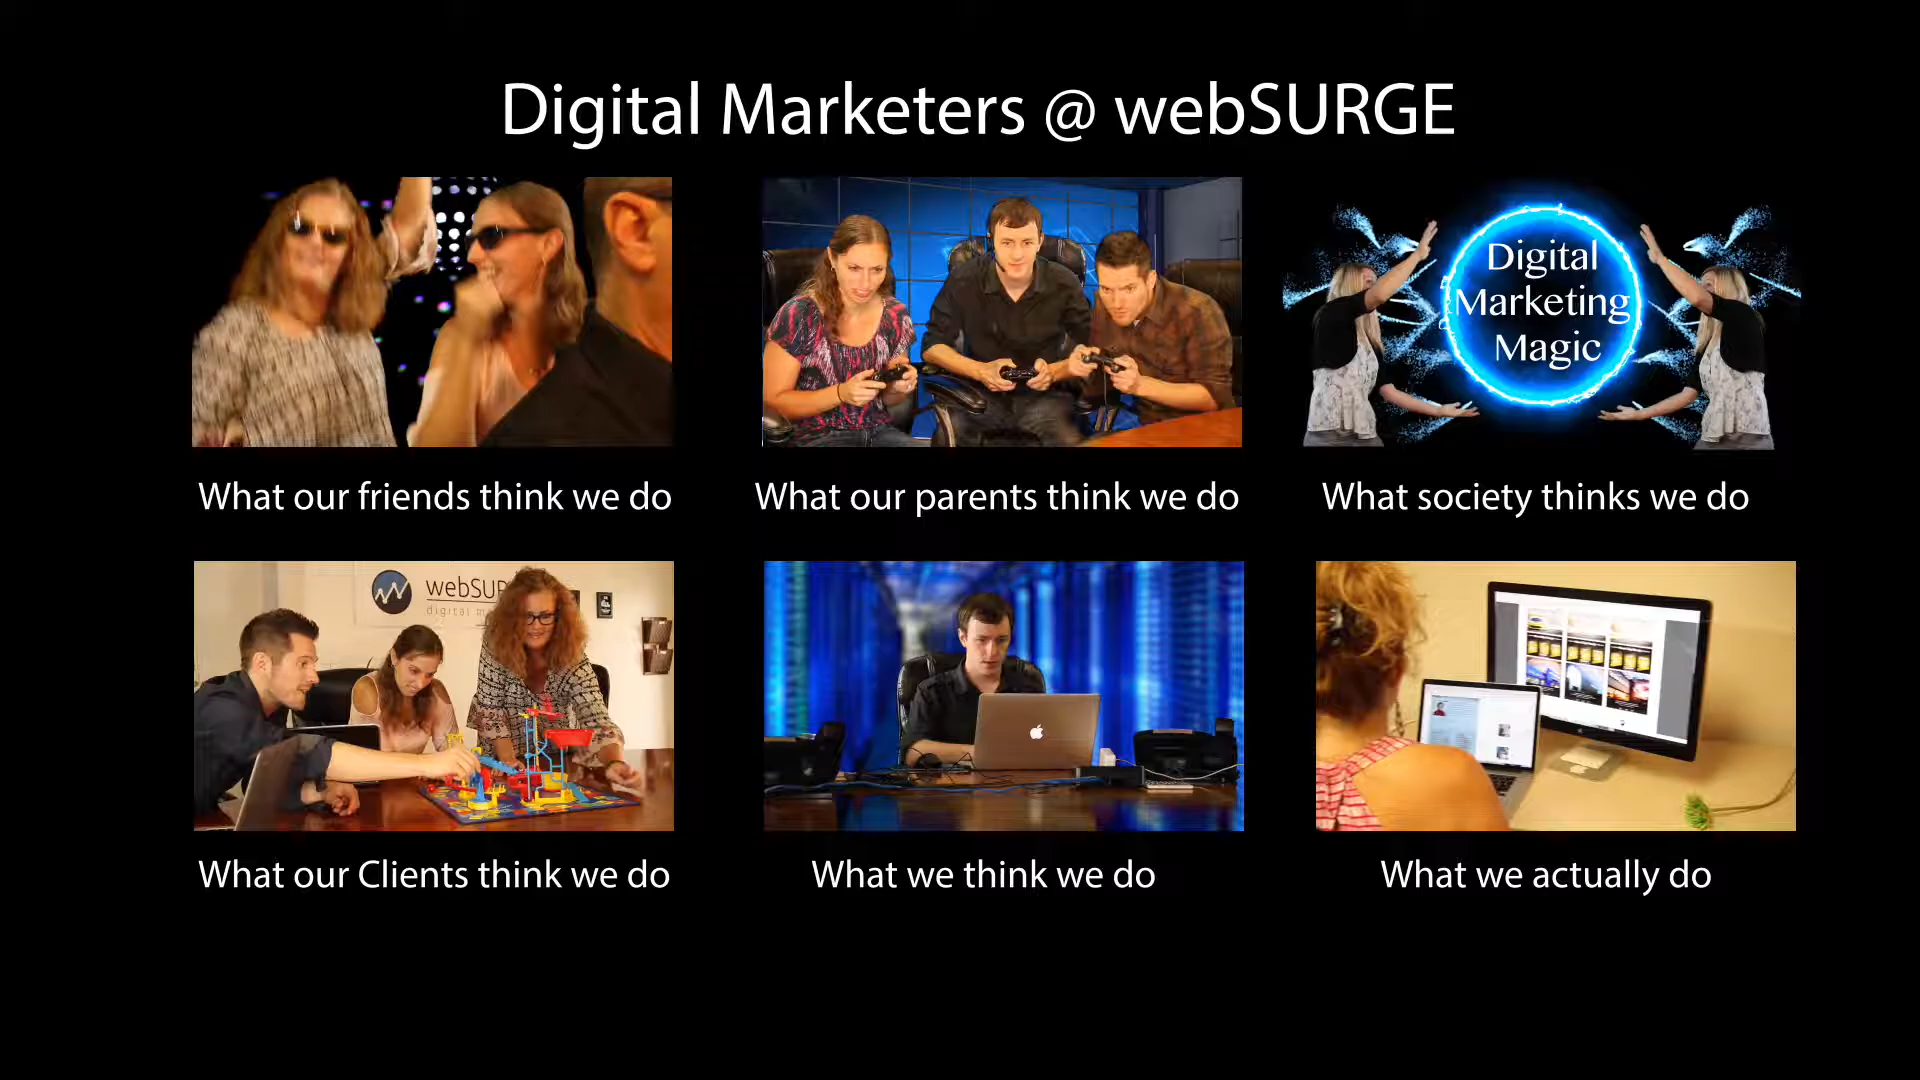 Digital Marketers @ webSURGE
Digital
Marketing
Magic
What our friends think we do
What our parents think we do
What society thinks we do
webSU
digital m
What our Clients think we do
What we think we do
What we actually do